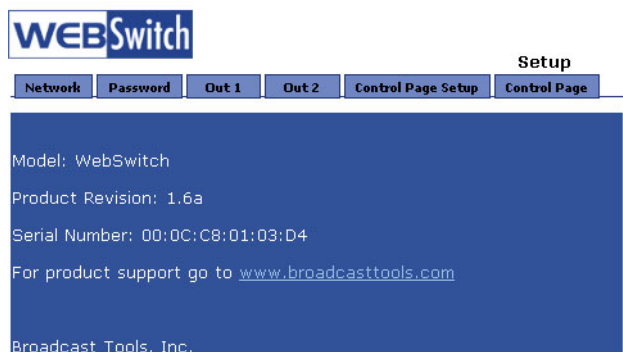 WEBSwitch
Setup
Network Password Out 1 Out 2 Control Page Setup Control Page
Model: WebSwitch
Product Revision: 1.6a
Serial Number: 00:0C:C8:01:03:D4
For product support go to www.broadcasttools.com
Broadcast Tools, Inc.